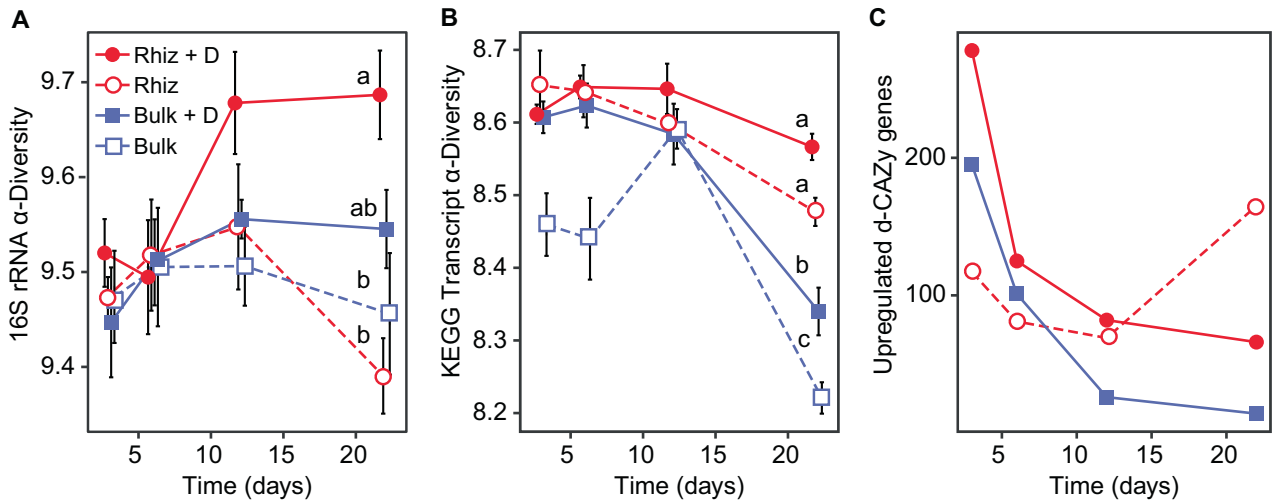 A
16S rRNA α-Diversity
9.7
9.6
9.5
9.4
Rhiz + D
Rhiz
Bulk + D
Bulk
a
ab
b
b
5
10
15
20
Time (days)
B
KEGG Transcript α-Diversity
8.7
8.6
8.5
8.4
8.3
8.2
a
a
b
c
5
10
15
20
Time (days)
C
Upregulated d-CAZy genes
200
100
5
10
15
20
Time (days)